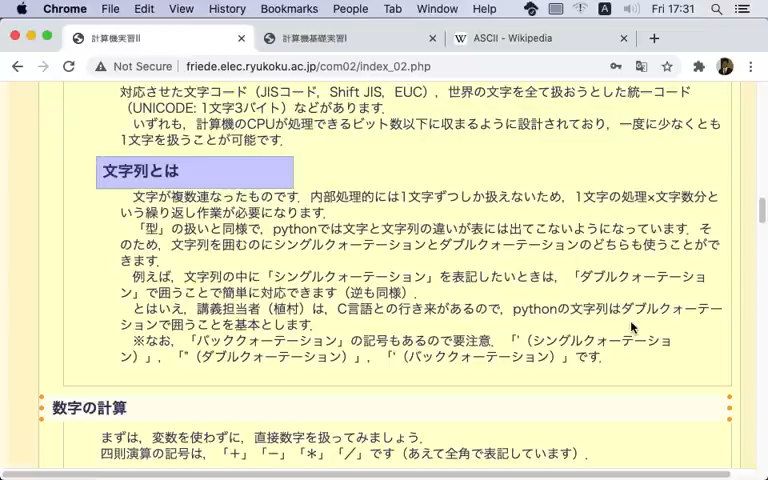 Chrome File Edit View History Bookmarks People Tab Window Help Fri 17:31
計算機実習II 計算機基礎実習I ASCII - Wikipedia
Not Secure | friede.elec.ryukoku.ac.jp/com02/index_02.php
対応させた文字コード（JISコード，Shift JIS，EUC），世界の文字を全て扱おうとした統一コード
（UNICODE: 1文字3バイト）などがあります．
いずれも，計算機のCPUが処理できるビット数以下に収まるように設計されており，一度に少なくとも
1文字を扱うことが可能です．
文字列とは
文字が複数連なったものです．内部処理的には1文字ずつしか扱えないため，1文字の処理×文字数分と
いう繰り返し作業が必要になります．
「型」の扱いと同様で，pythonでは文字と文字列の違いが表には出てこないようになっています．そ
のため，文字列を囲むのにシングルクォーテーションとダブルクォーテーションのどちらも使うことがで
きます．
例えば，文字列の中に「シングルクォーテーション」を表記したいときは，「ダブルクォーテーショ
ン」で囲うことで簡単に対応できます（逆も同様）．
とはいえ，講義担当者（植村）は，C言語との行き来があるので，pythonの文字列はダブルクォーテー
ションで囲うことを基本とします．
※なお，「バッククォーテーション」の記号もあるので要注意．「'（シングルクォーテーショ
ン）」，「"（ダブルクォーテーション）」，「‘（バッククォーテーション）」です．
数字の計算
まずは，変数を使わずに，直接数字を扱ってみましょう．
四則演算の記号は，「＋」「－」「＊」「／」です（あえて全角で表記しています）．